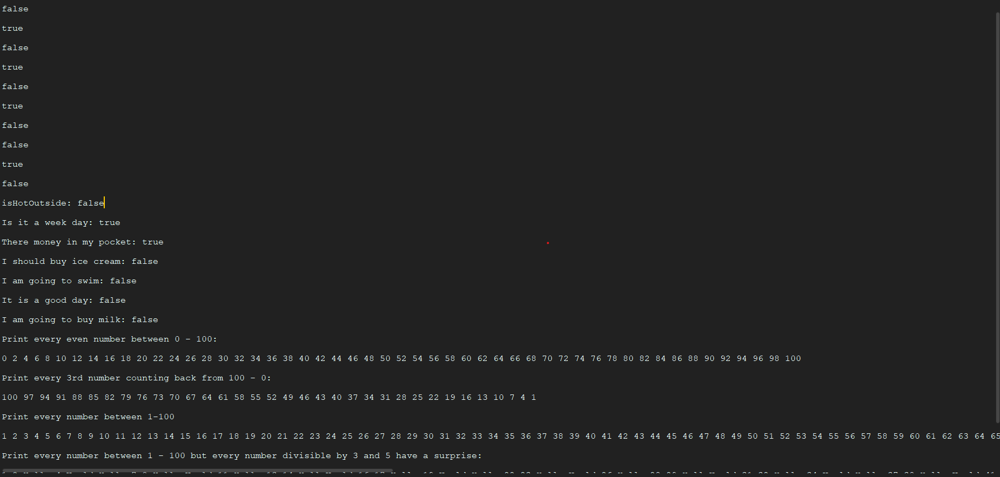 false
true
false
true
false
true
false
false
true
false
isHotOutside: false
Is it a week day: true
There money in my pocket: true
I should buy ice cream: false
I am going to swim: false
It is a good day: false
I am going to buy milk: false
Print every even number between 0 - 100:
0 2 4 6 8 10 12 14 16 18 20 22 24 26 28 30 32 34 36 38 40 42 44 46 48 50 52 54 56 58 60 62 64 66 68 70 72 74 76 78 80 82 84 86 88 90 92 94 96 98 100
Print every 3rd number counting back from 100 - 0:
100 97 94 91 88 85 82 79 76 73 70 67 64 61 58 55 52 49 46 43 40 37 34 31 28 25 22 19 16 13 10 7 4 1
Print every number between 1-100
1 2 3 4 5 6 7 8 9 10 11 12 13 14 15 16 17 18 19 20 21 22 23 24 25 26 27 28 29 30 31 32 33 34 35 36 37 38 39 40 41 42 43 44 45 46 47 48 49 50 51 52 53 54 55 56 57 58 59 60 61 62 63 64 65
Print every number between 1 - 100 but every number divisible by 3 and 5 have a surprise: